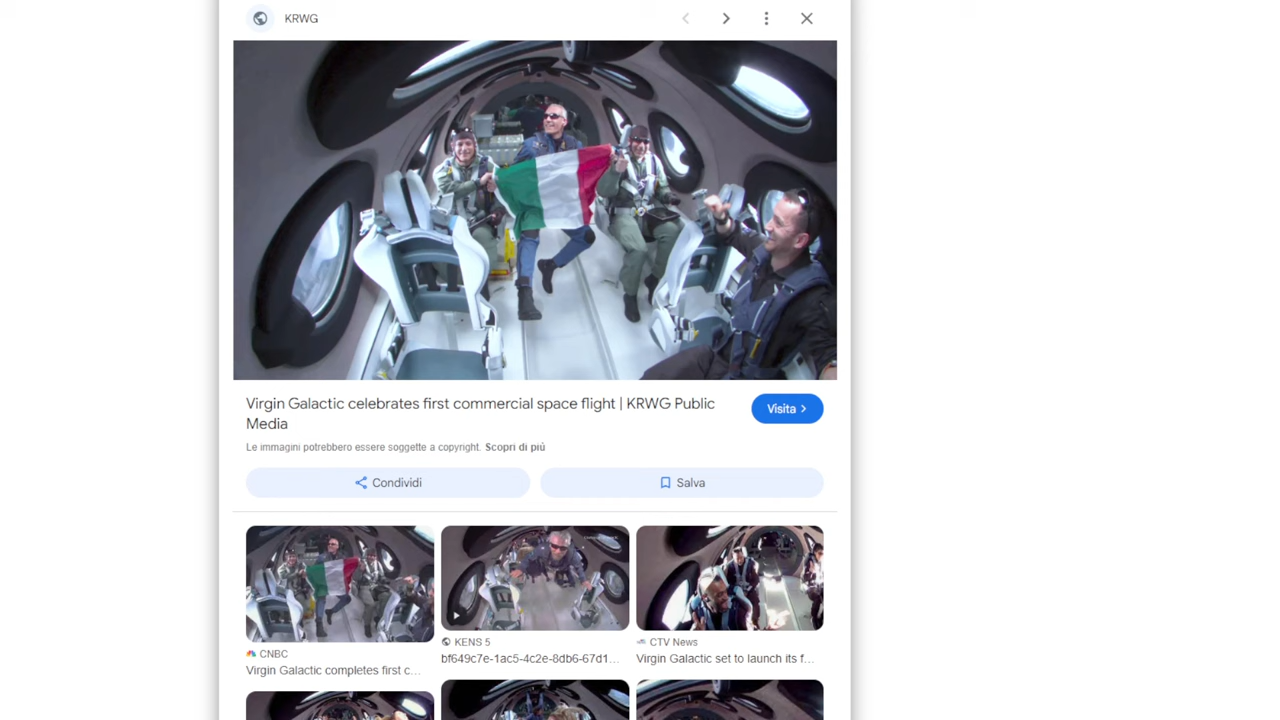 KRWG
Virgin Galactic celebrates first commercial space flight | KRWG Public
Media
Visita
Le immagini potrebbero essere soggette a copyright. Scopri di più
Condividi
Salva
CNBC
Virgin Galactic completes first c...
KENS 5
bf649c7e-1ac5-4c2e-8db6-67d1...
CTV News
Virgin Galactic set to launch its f...